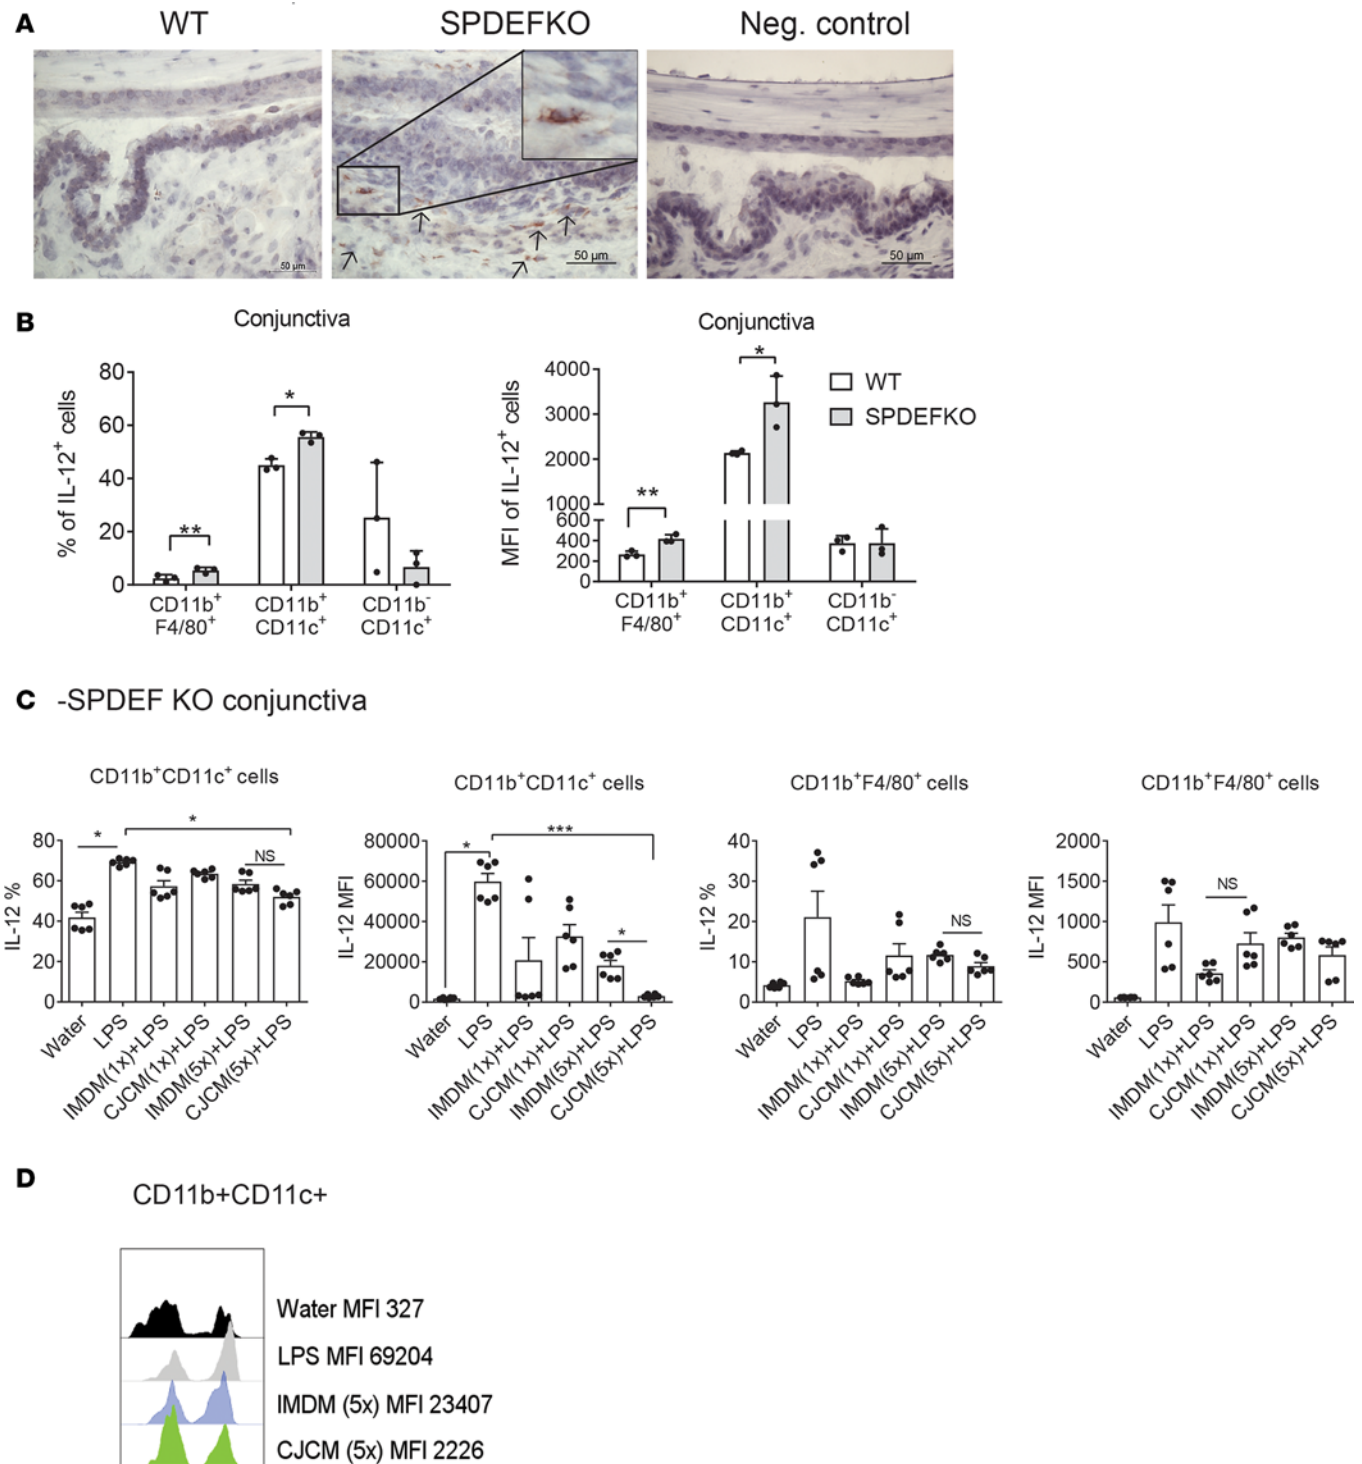 A
WT
SPDEFKO
Neg. control
50 µm
50 µm
50 µm
B
Conjunctiva
% of IL-12+ cells
80
60
40
20
0
**
*
CD11b+
F4/80+
CD11b+
CD11c+
CD11b-
CD11c+
Conjunctiva
MFI of IL-12+ cells
4000
3000
2000
1000
600
400
200
0
**
*
CD11b+
F4/80+
CD11b+
CD11c+
CD11b-
CD11c+
WT
SPDEFKO
C
-SPDEF KO conjunctiva
CD11b+CD11c+ cells
IL-12 %
80
60
40
20
0
*
*
NS
Water
LPS
IMDM(1x)+LPS
CJCM(1x)+LPS
IMDM(5x)+LPS
CJCM(5x)+LPS
CD11b+CD11c+ cells
IL-12 MFI
80000
60000
40000
20000
0
*
***
*
Water
LPS
IMDM(1x)+LPS
CJCM(1x)+LPS
IMDM(5x)+LPS
CJCM(5x)+LPS
CD11b+F4/80+ cells
IL-12 %
40
30
20
10
0
NS
Water
LPS
IMDM(1x)+LPS
CJCM(1x)+LPS
IMDM(5x)+LPS
CJCM(5x)+LPS
CD11b+F4/80+ cells
IL-12 MFI
2000
1500
1000
500
0
NS
Water
LPS
IMDM(1x)+LPS
CJCM(1x)+LPS
IMDM(5x)+LPS
CJCM(5x)+LPS
D
CD11b+CD11c+
Water MFI 327
LPS MFI 69204
IMDM (5x) MFI 23407
CJCM (5x) MFI 2226